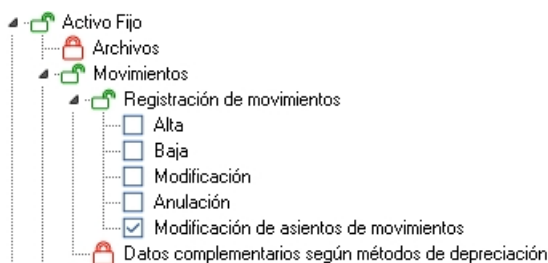 Activo Fijo
Archivos
Movimientos
Registración de movimientos
Alta
Baja
Modificación
Anulación
Modificación de asientos de movimientos
Datos complementarios según métodos de depreciación